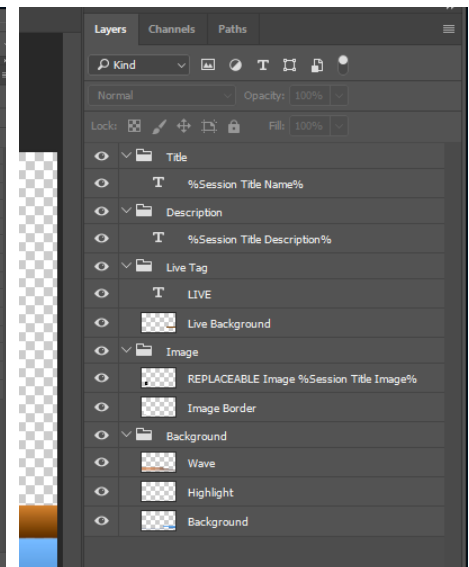 Layers Channels Paths
Kind T
Normal Opacity: 100%
Lock: Fill: 100%
Title
T %Session Title Name%
Description
T %Session Title Description%
Live Tag
T LIVE
Live Background
Image
REPLACEABLE Image %Session Title Image%
Image Border
Background
Wave
Highlight
Background